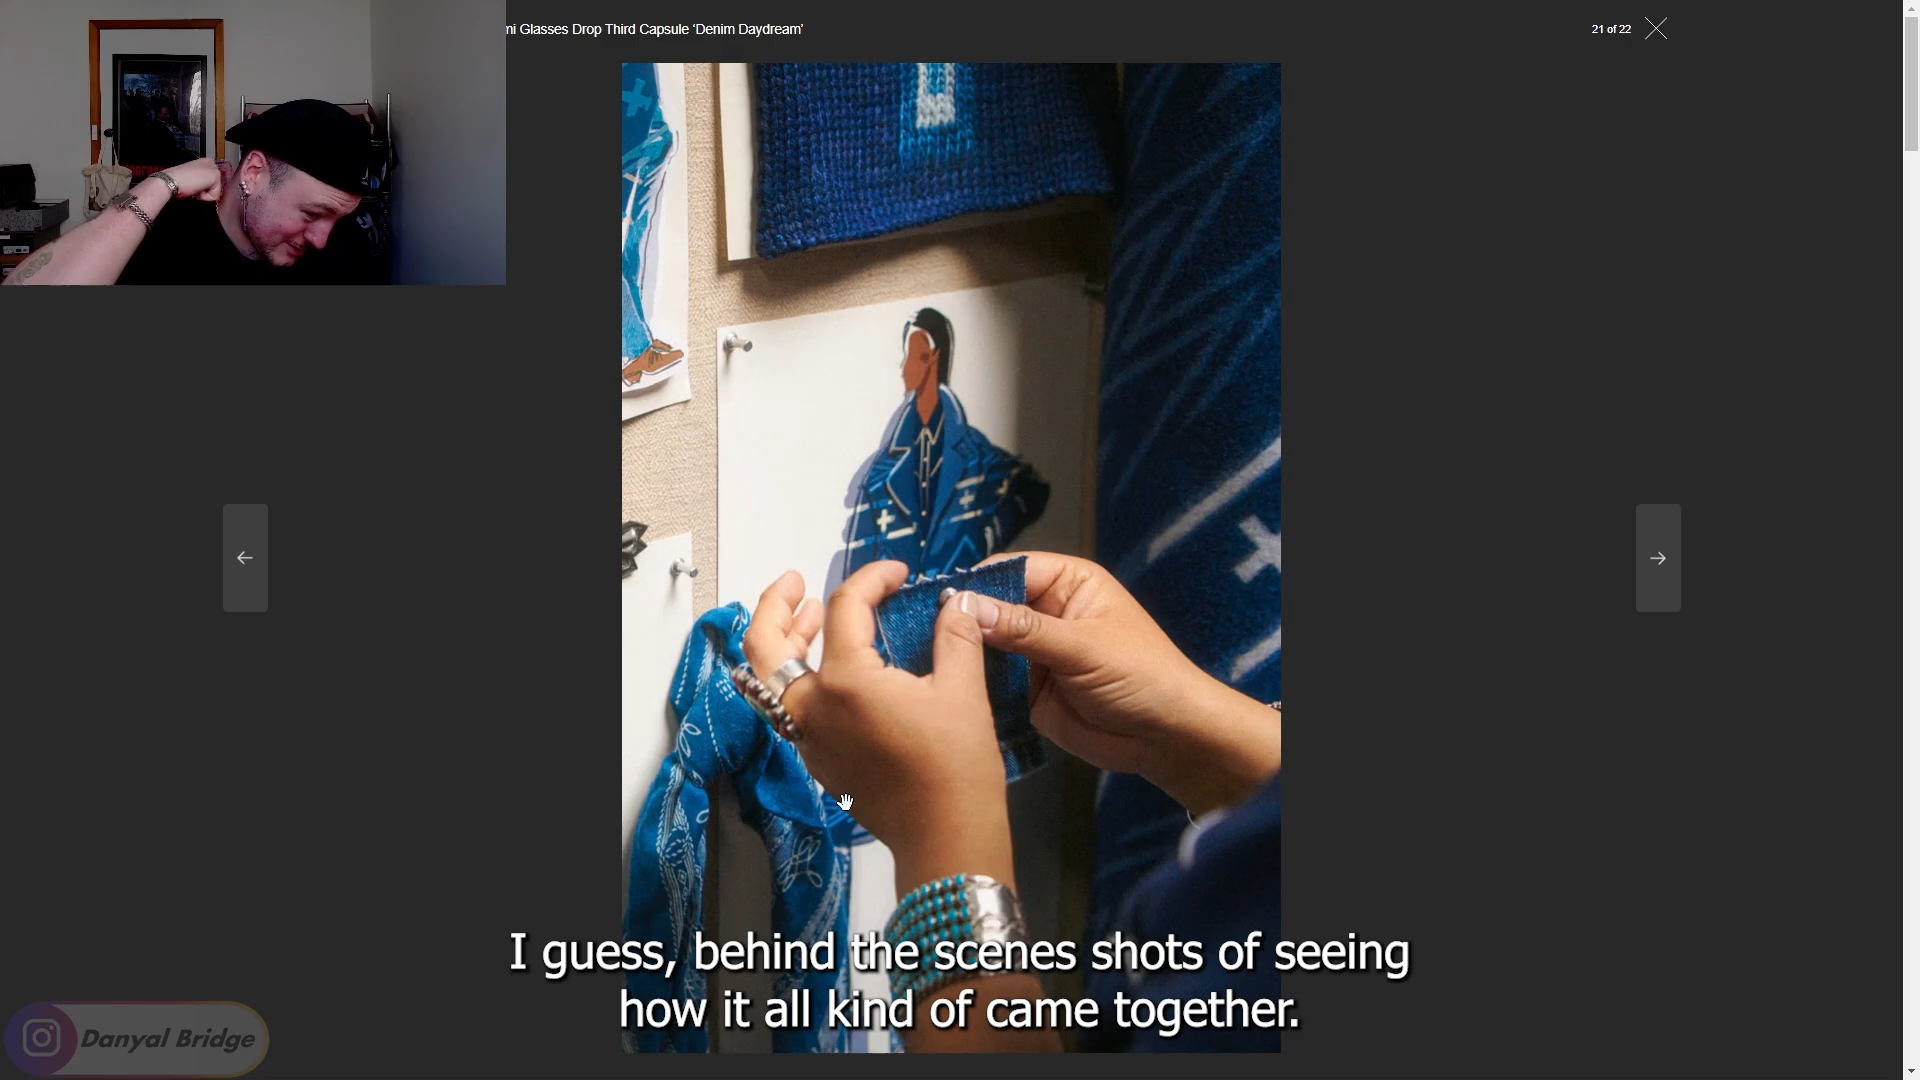 mi Glasses Drop Third Capsule ‘Denim Daydream’
21 of 22
I guess, behind the scenes shots of seeing
how it all kind of came together.
Danyal Bridge